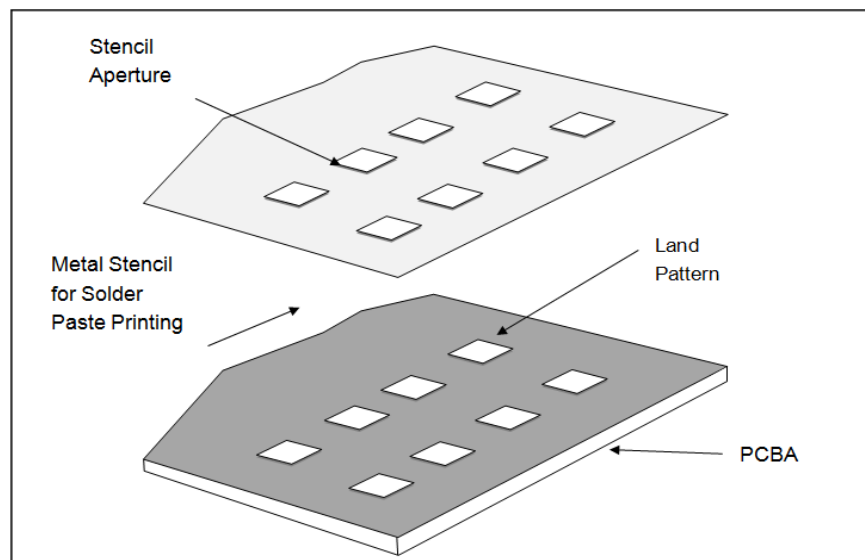 Stencil
Aperture
Metal Stencil
for Solder
Paste Printing
Land
Pattern
PCBA